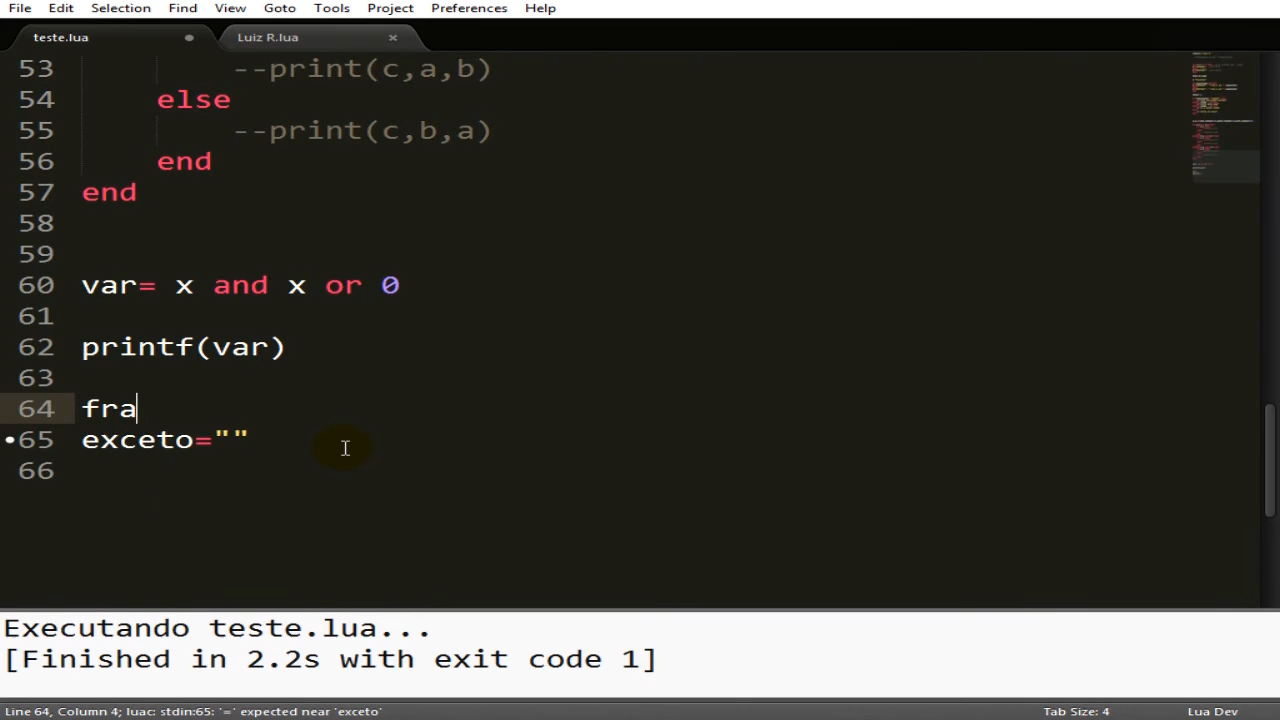 File Edit Selection Find View Goto Tools Project Preferences Help
teste.lua Luiz R.lua ×
53 --print(c,a,b)
54 else
55 --print(c,b,a)
56 end
57 end
58
59
60 var= x and x or 0
61
62 printf(var)
63
64 fra
65 exceto=""
66
Executando teste.lua...
[Finished in 2.2s with exit code 1]
Line 64, Column 4; luac: stdin:65: '=' expected near 'exceto' Tab Size: 4 Lua Dev